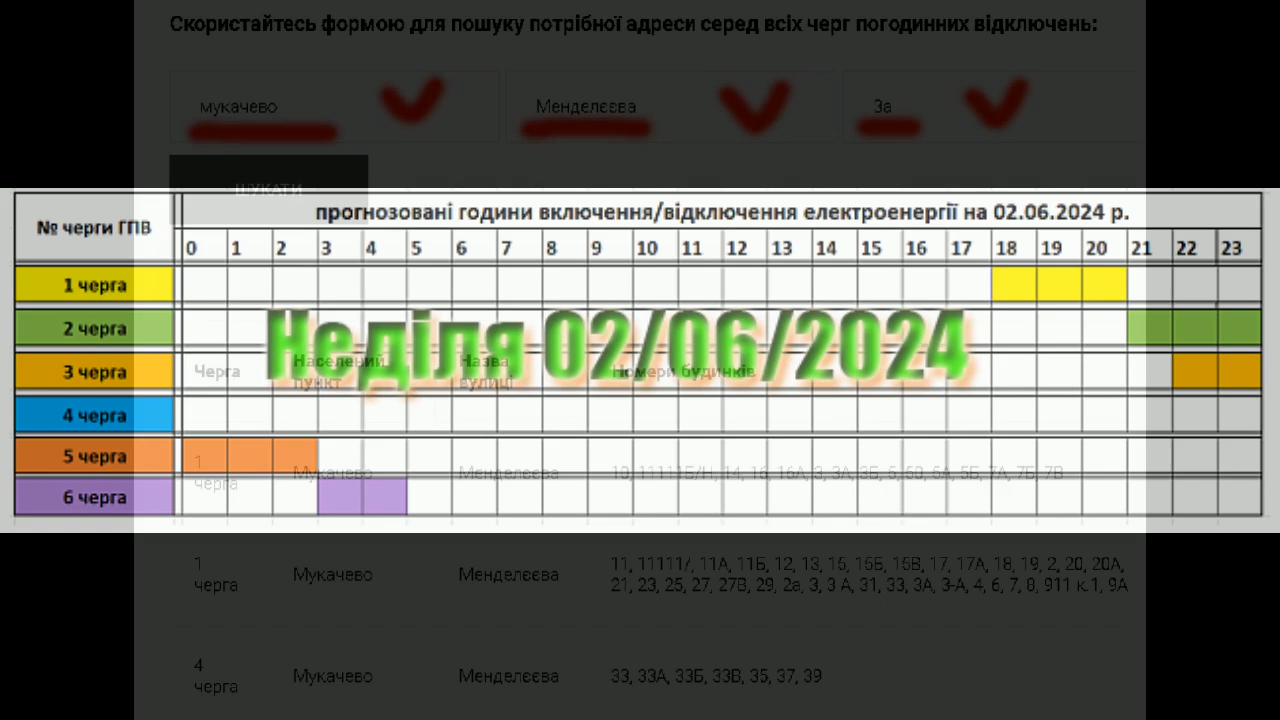 Скористайтесь формою для пошуку потрібної адреси серед всіх черг погодинних відключень:
мукачево Менделєєва 3а
ШУКАТИ
№ черги ГПВ
прогнозовані години включення/відключення електроенергії на 02.06.2024 р.
0 1 2 3 4 5 6 7 8 9 10 11 12 13 14 15 16 17 18 19 20 21 22 23
1 черга
2 черга
Неділя 02/06/2024
3 черга
Черга Населений пункт Назва вулиці Номери будинків
4 черга
5 черга
1 черга Мукачево Менделєєва
6 черга
1 черга Мукачево Менделєєва 11, 11111/, 11А, 11Б, 12, 13, 15, 15Б, 15В, 17, 17А, 18, 19, 2, 20, 20А,
21, 23, 25, 27, 27В, 29, 2а, 3, 3 А, 31, 33, 3А, 3-А, 4, 6, 7, 8, 911 к.1, 9А
4 черга Мукачево Менделєєва 33, 33А, 33Б, 33В, 35, 37, 39